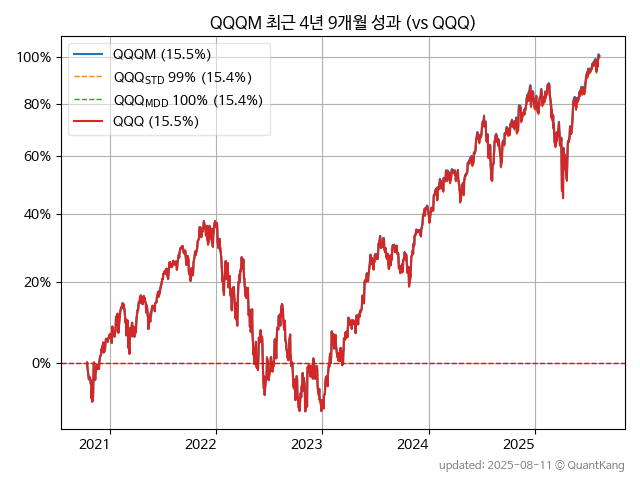 QQQM 최근 4년 9개월 성과 (vs QQQ)
QQQM (15.5%)
QQQSTD 99% (15.4%)
QQQMDD 100% (15.4%)
QQQ (15.5%)
100%
80%
60%
40%
20%
0%
2021 2022 2023 2024 2025
updated: 2025-08-11 © QuantKang